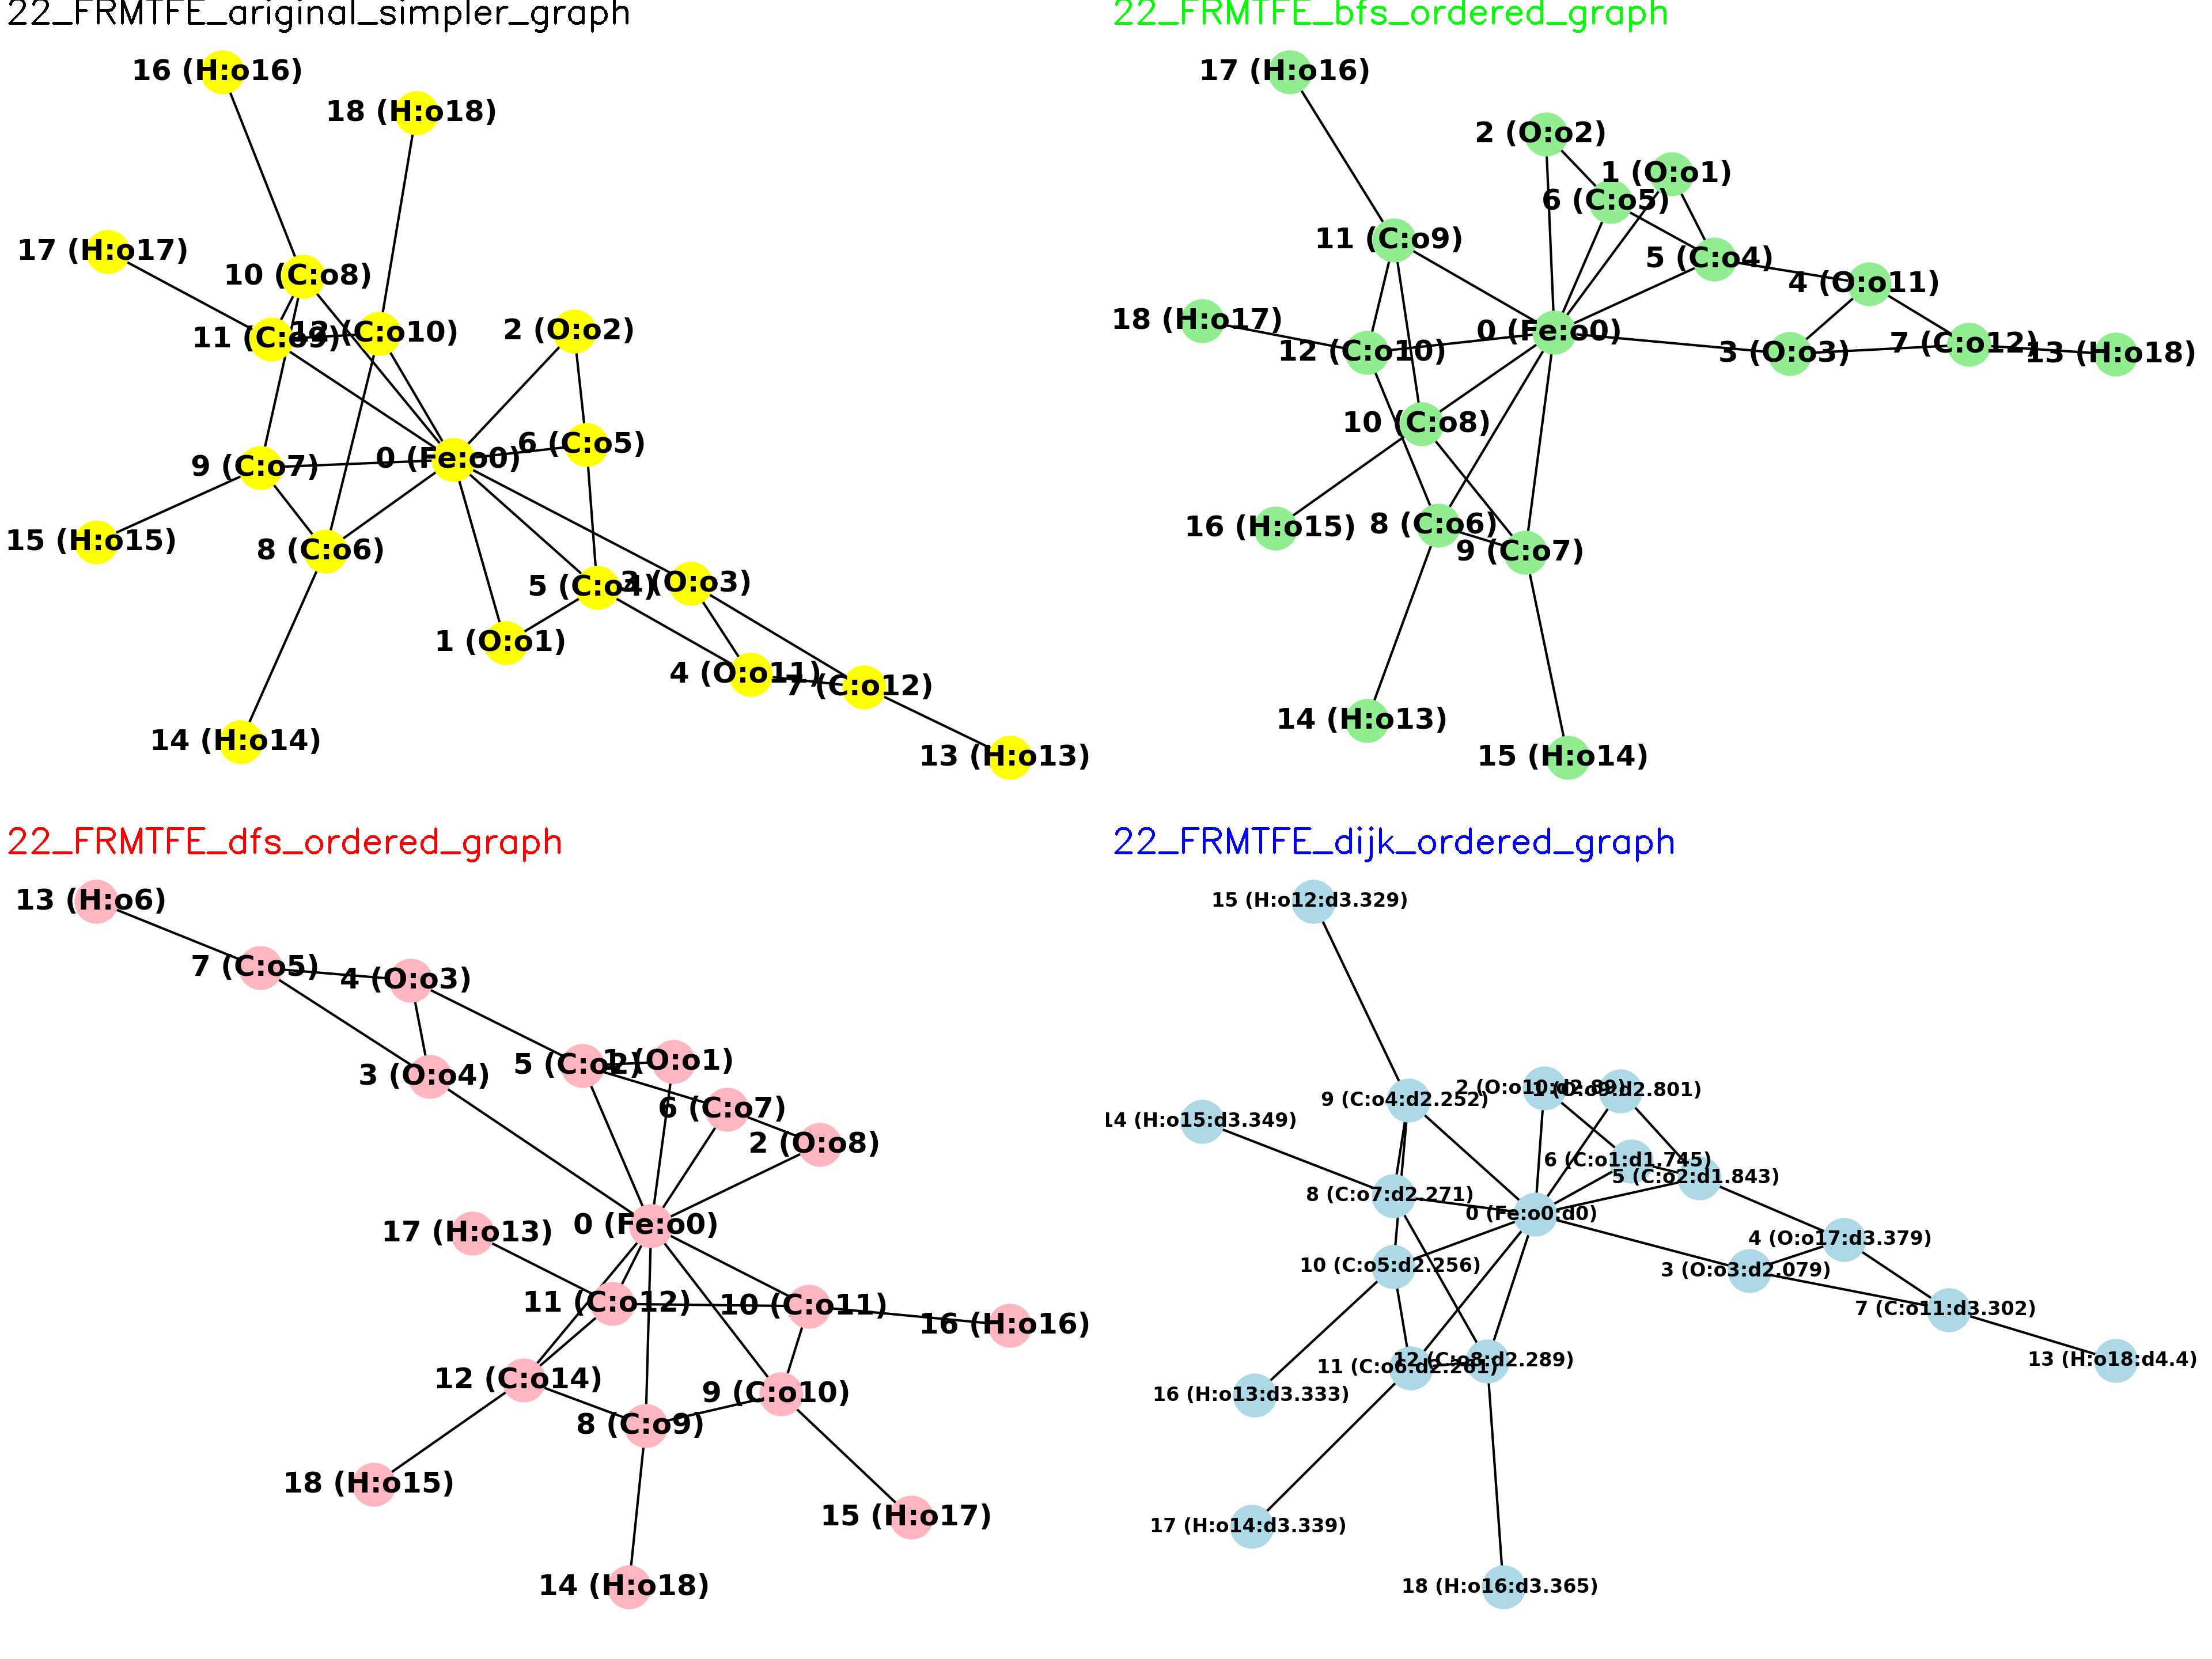 22_FRMTFE_ariginal_simpler_graph
16 (H:o16)
18 (H:o18)
17 (H:o17)
10 (C:o8)
11 (C:o9)
12 (C:o10)
2 (O:o2)
6 (C:o5)
0 (Fe:o0)
9 (C:o7)
15 (H:o15)
8 (C:o6)
5 (C:o4)
3 (O:o3)
1 (O:o1)
4 (O:o11)
7 (C:o12)
14 (H:o14)
13 (H:o13)
22_FRMTFE_bfs_ordered_graph
17 (H:o16)
2 (O:o2)
1 (O:o1)
6 (C:o5)
11 (C:o9)
5 (C:o4)
4 (O:o11)
18 (H:o17)
0 (Fe:o0)
12 (C:o10)
3 (O:o3)
7 (C:o12)
13 (H:o18)
10 (C:o8)
16 (H:o15)
8 (C:o6)
9 (C:o7)
14 (H:o13)
15 (H:o14)
22_FRMTFE_dfs_ordered_graph
13 (H:o6)
7 (C:o5)
4 (O:o3)
3 (O:o4)
5 (C:o2)
1 (O:o1)
6 (C:o7)
2 (O:o8)
17 (H:o13)
0 (Fe:o0)
11 (C:o12)
10 (C:o11)
16 (H:o16)
12 (C:o14)
9 (C:o10)
8 (C:o9)
18 (H:o15)
15 (H:o17)
14 (H:o18)
22_FRMTFE_dijk_ordered_graph
15 (H:o12:d3.329)
9 (C:o4:d2.252)
2 (O:o10:d2.89)
1 (O:o9:d2.801)
14 (H:o15:d3.349)
6 (C:o1:d1.745)
5 (C:o2:d1.843)
8 (C:o7:d2.271)
0 (Fe:o0:d0)
4 (O:o17:d3.379)
10 (C:o5:d2.256)
3 (O:o3:d2.079)
7 (C:o11:d3.302)
11 (C:o6:d2.261)
12 (C:o8:d2.289)
13 (H:o18:d4.4)
16 (H:o13:d3.333)
17 (H:o14:d3.339)
18 (H:o16:d3.365)